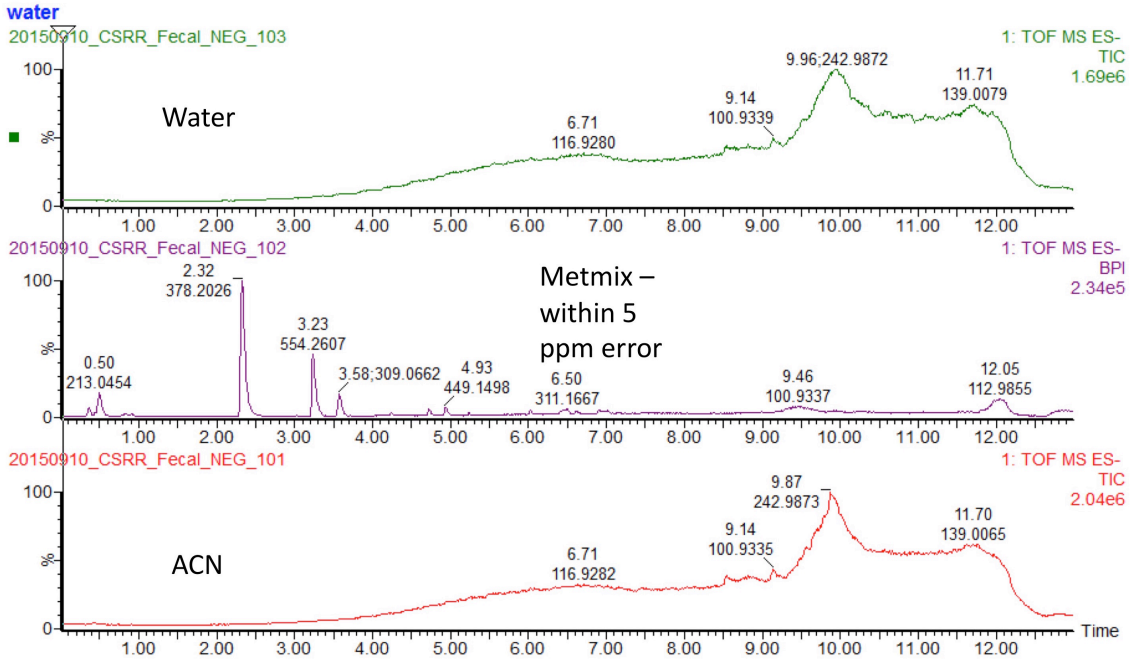 water
20150910_CSRR_Fecal_NEG_103
1: TOF MS ES-
TIC
1.69e6
100
%
0
Water
6.71
116.9280
9.14
100.9339
9.96;242.9872
11.71
139.0079
1.00 2.00 3.00 4.00 5.00 6.00 7.00 8.00 9.00 10.00 11.00 12.00
20150910_CSRR_Fecal_NEG_102
1: TOF MS ES-
BPI
2.34e5
100
%
0
0.50
213.0454
2.32
378.2026
3.23
554.2607
3.58;309.0662
4.93
449.1498
Metmix –
within 5
ppm error
6.50
311.1667
9.46
100.9337
12.05
112.9855
1.00 2.00 3.00 4.00 5.00 6.00 7.00 8.00 9.00 10.00 11.00 12.00
20150910_CSRR_Fecal_NEG_101
1: TOF MS ES-
TIC
2.04e6
100
%
0
ACN
6.71
116.9282
9.14
100.9335
9.87
242.9873
11.70
139.0065
Time
1.00 2.00 3.00 4.00 5.00 6.00 7.00 8.00 9.00 10.00 11.00 12.00